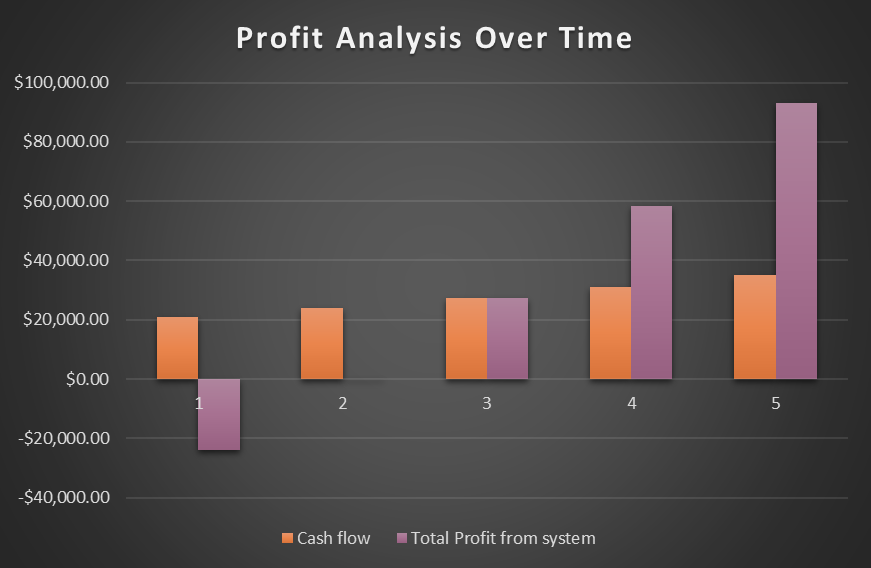 Profit Analysis Over Time
$100,000.00
$80,000.00
$60,000.00
$40,000.00
$20,000.00
$0.00
1 2 3 4 5
-$20,000.00
-$40,000.00
Cash flow Total Profit from system